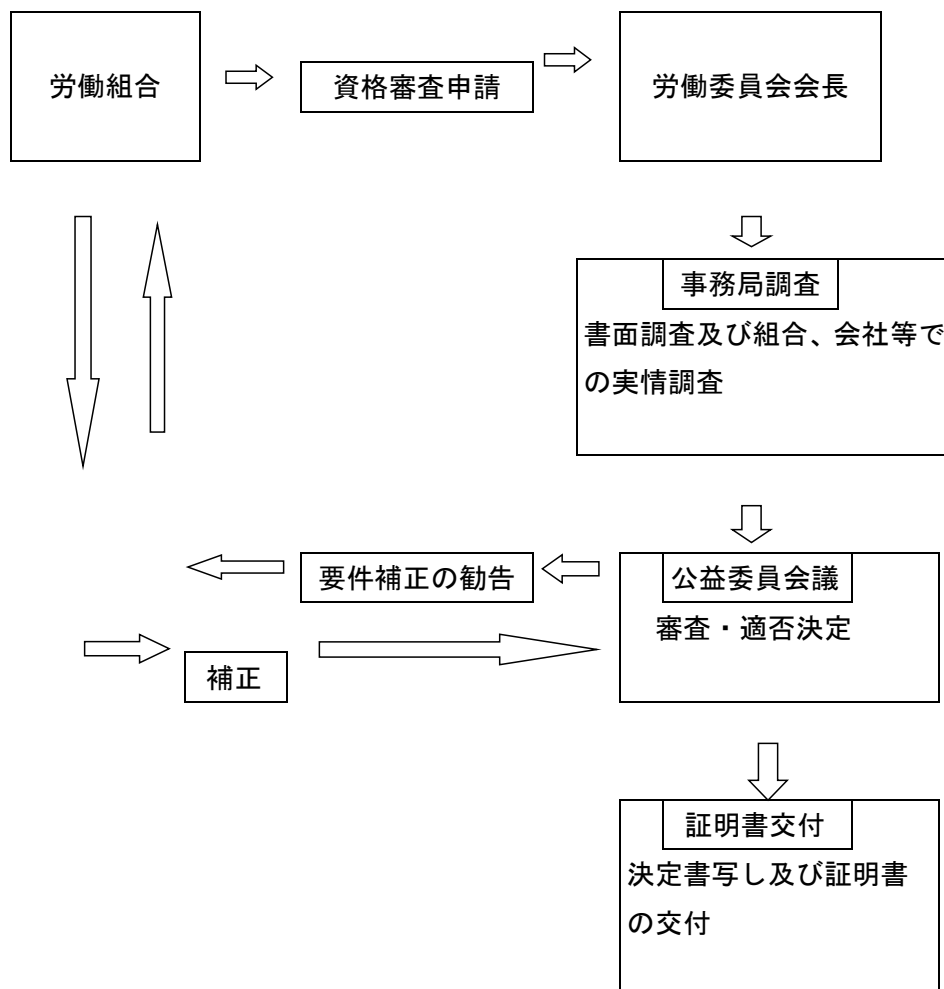 労働組合
資格審査申請
労働委員会会長
事務局調査
書面調査及び組合、会社等で
の実情調査
要件補正の勧告
公益委員会議
審査・適否決定
補正
証明書交付
決定書写し及び証明書
の交付